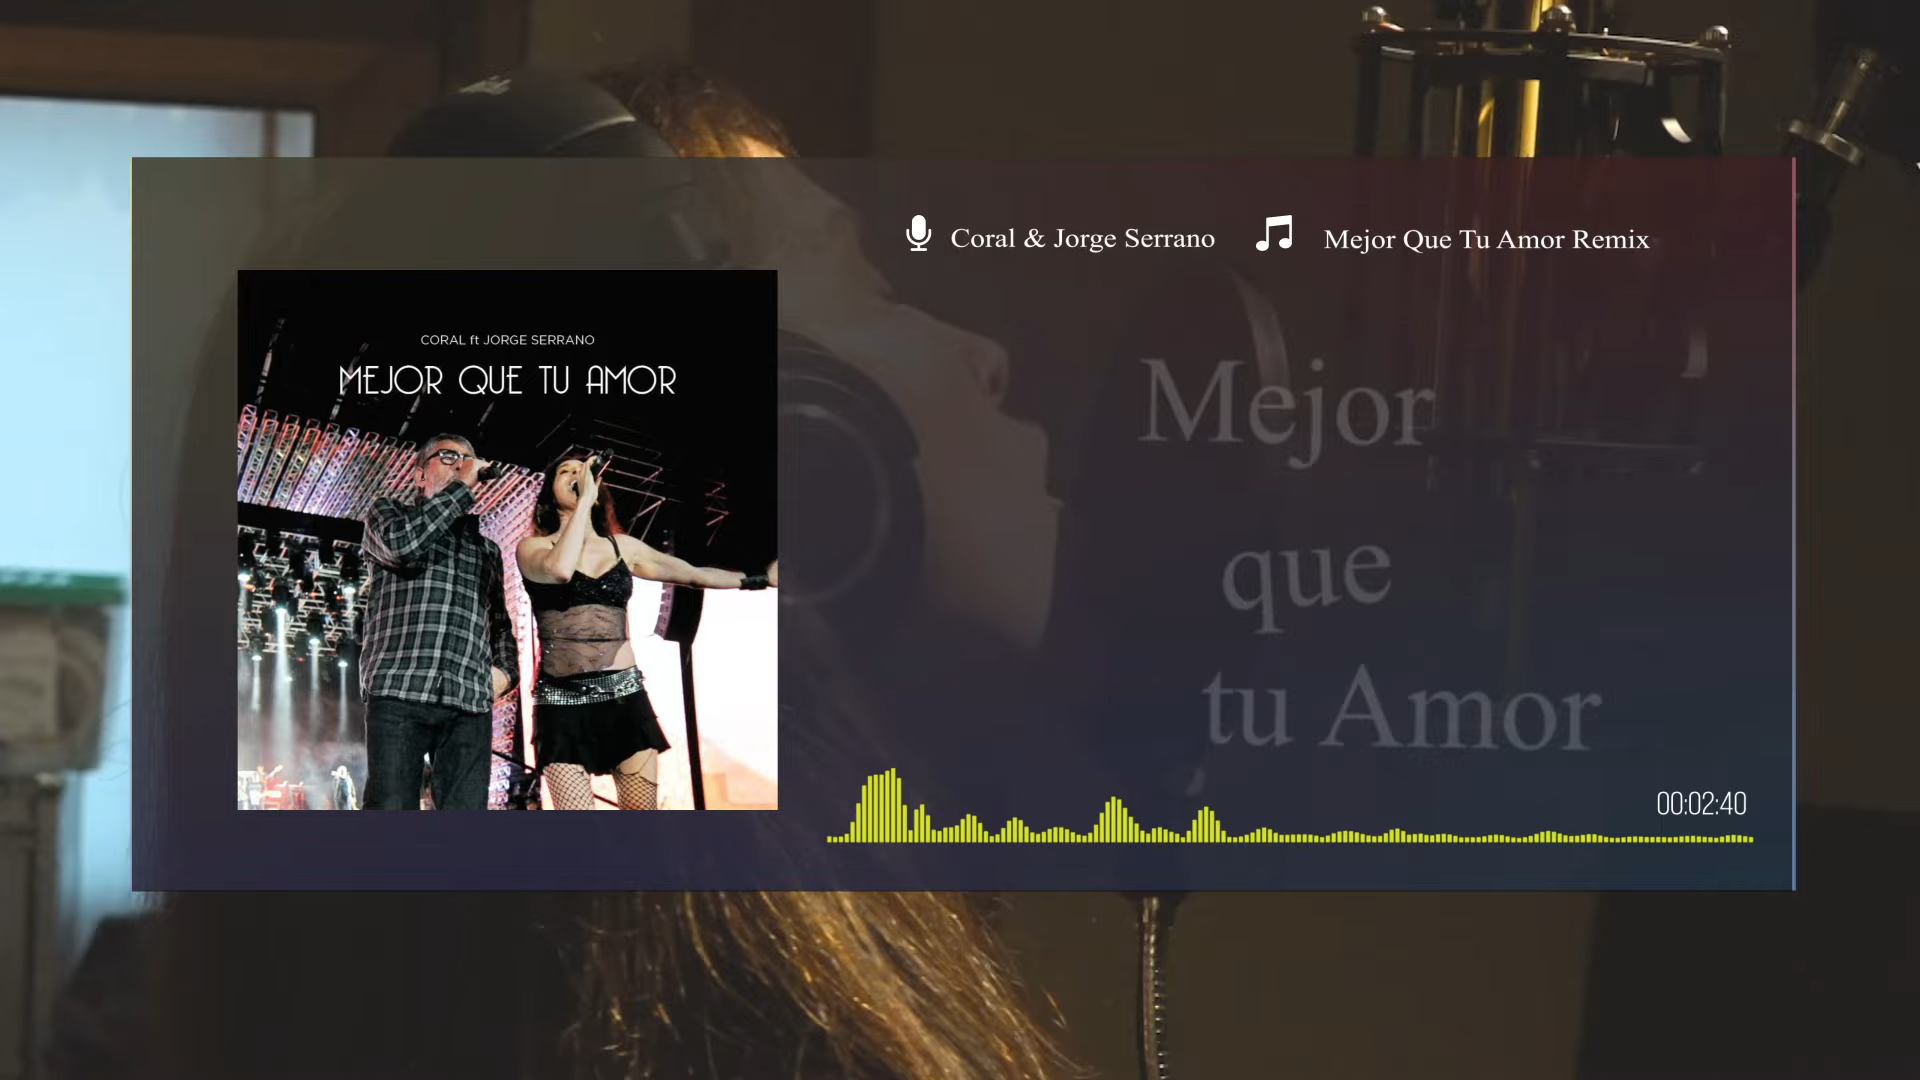 Coral & Jorge Serrano
Mejor Que Tu Amor Remix
CORAL ft JORGE SERRANO
MEJOR QUE TU AMOR
Mejor
que
tu Amor
00:02:40